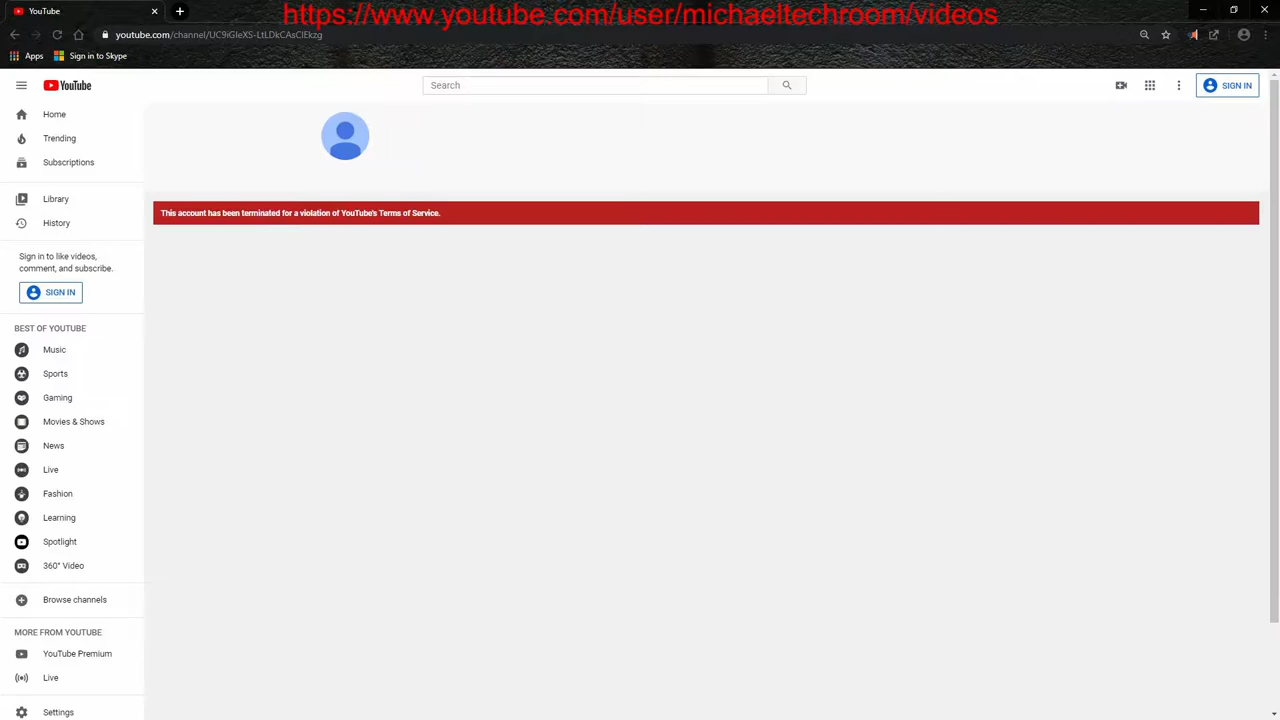 YouTube
https://www.youtube.com/user/michaeltechroom/videos
youtube.com/channel/UC9iGIeXS-LtLDkCAsCIEkzg
Apps
Sign in to Skype
YouTube
Search
SIGN IN
Home
Trending
Subscriptions
Library
History
Sign in to like videos,
comment, and subscribe.
SIGN IN
This account has been terminated for a violation of YouTube's Terms of Service.
BEST OF YOUTUBE
Music
Sports
Gaming
Movies & Shows
News
Live
Fashion
Learning
Spotlight
360° Video
Browse channels
MORE FROM YOUTUBE
YouTube Premium
Live
Settings